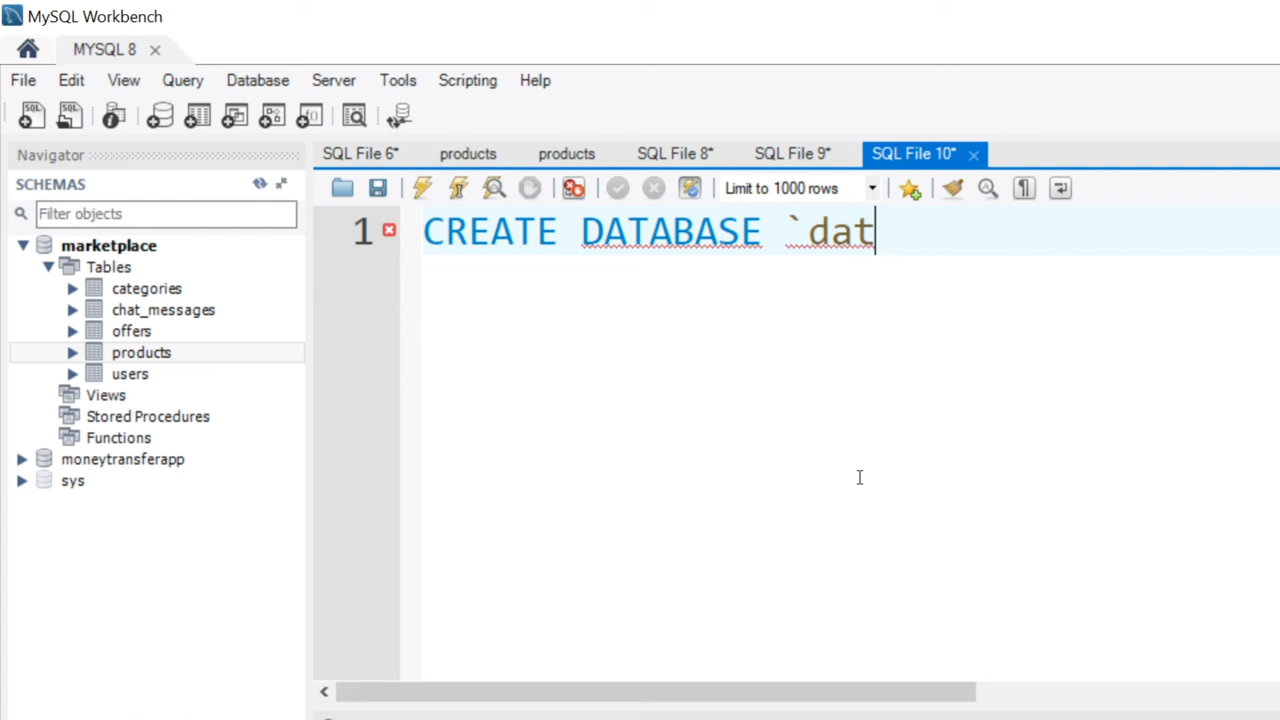 MySQL Workbench
MYSQL 8
File Edit View Query Database Server Tools Scripting Help
SQL SQL
Navigator SQL File 6* products products SQL File 8* SQL File 9* SQL File 10*
SCHEMAS Limit to 1000 rows
Filter objects
1 CREATE DATABASE `dat
marketplace
Tables
categories
chat_messages
offers
products
users
Views
Stored Procedures
Functions
moneytransferapp
sys